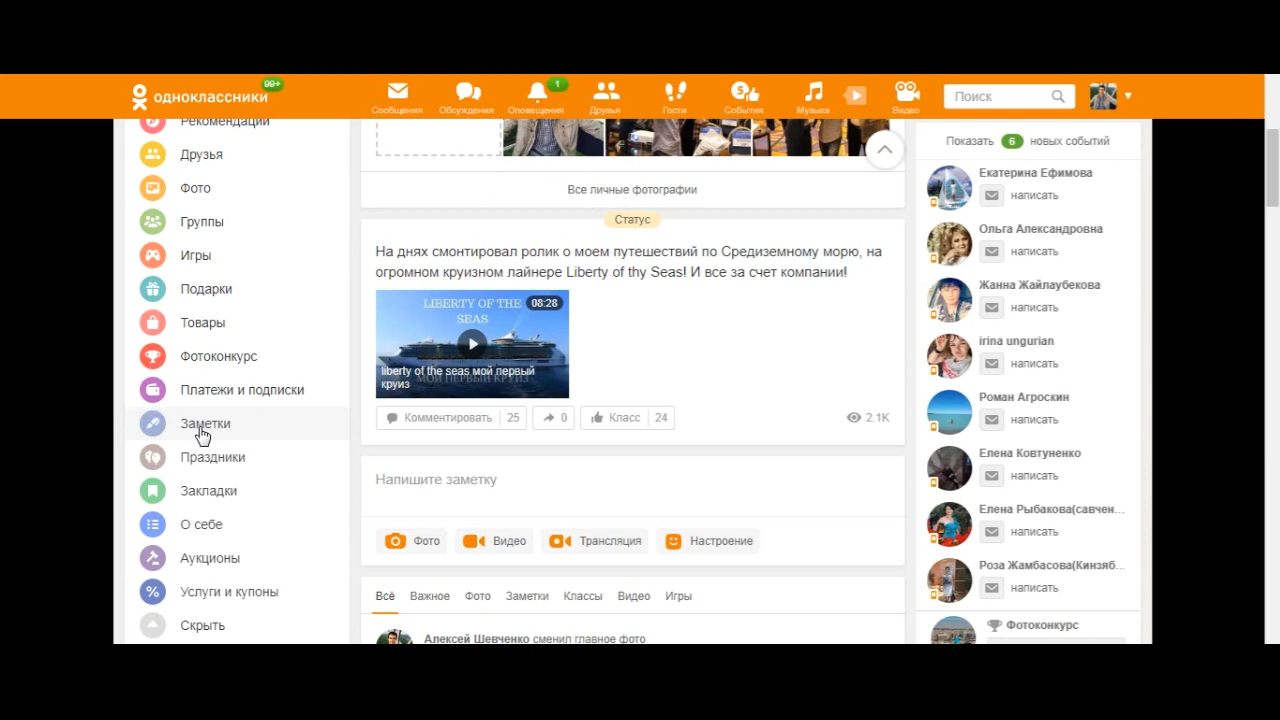 одноклассники
99+
Сообщения
Обсуждения
1
Оповещения
Друзья
Гости
5
События
Музыка
Видео
Поиск
Рекомендации
Друзья
Фото
Группы
Игры
Подарки
Товары
Фотоконкурс
Платежи и подписки
Заметки
Праздники
Закладки
О себе
Аукционы
Услуги и купоны
Скрыть
Все личные фотографии
Статус
На днях смонтировал ролик о моем путешествий по Средиземному морю, на
огромном круизном лайнере Liberty of thy Seas! И все за счет компании!
LIBERTY OF THE
SEAS
08:28
liberty of the seas мой первый
круиз
МОЙ ПЕРВЫЙ КРУИЗ
Комментировать 25
0
Класс 24
2.1K
Напишите заметку
Фото
Видео
Трансляция
Настроение
Всё Важное Фото Заметки Классы Видео Игры
Алексей Шевченко сменил главное фото
Показать 6 новых событий
Екатерина Ефимова
написать
Ольга Александровна
написать
Жанна Жайлаубекова
написать
irina ungurian
написать
Роман Агроскин
написать
Елена Ковтуненко
написать
Елена Рыбакова(савчен...
написать
Роза Жамбасова(Кинзяб...
написать
Фотоконкурс